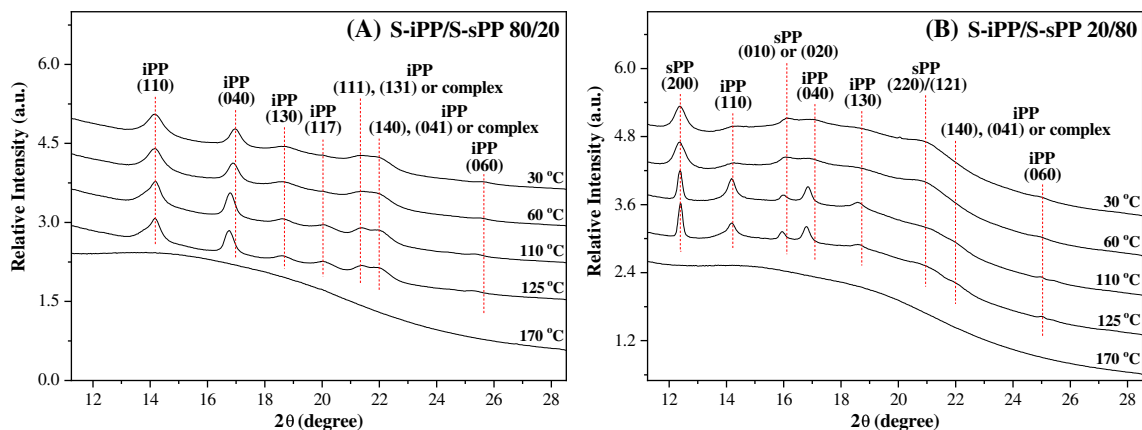 (A) S-iPP/S-sPP 80/20
iPP
(110)
iPP
(040)
iPP
(130)
iPP
(117)
iPP
(111), (131) or complex
iPP
(140), (041) or complex
iPP
(060)
30 °C
60 °C
110 °C
125 °C
170 °C
Relative Intensity (a.u.)
6.0
4.5
3.0
1.5
0.0
12 14 16 18 20 22 24 26 28
2θ (degree)
(B) S-iPP/S-sPP 20/80
sPP
(200)
iPP
(110)
sPP
(010) or (020)
iPP
(040)
iPP
(130)
sPP
(220)/(121)
iPP
(140), (041) or complex
iPP
(060)
30 °C
60 °C
110 °C
125 °C
170 °C
Relative Intensity (a.u.)
6.0
4.8
3.6
2.4
1.2
12 14 16 18 20 22 24 26 28
2θ (degree)